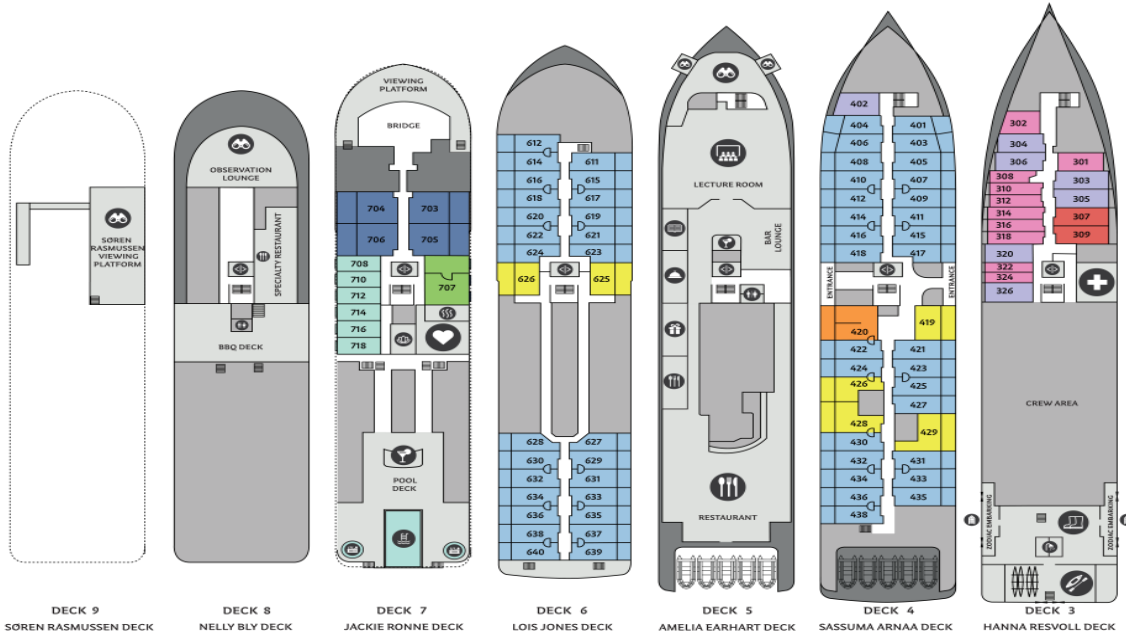 SØREN
RASMUSSEN
VIEWING
PLATFORM
DECK 9
SØREN RASMUSSEN DECK
OBSERVATION
LOUNGE
SPECIALTY RESTAURANT
BBQ DECK
DECK 8
NELLY BLY DECK
VIEWING
PLATFORM
BRIDGE
704 703
706 705
708
710 707
712
714
716
718
POOL
DECK
DECK 7
JACKIE RONNE DECK
612
614 611
616 615
618 617
620 619
622 621
624 623
626 625
628 627
630 629
632 631
634 633
636 635
638 637
640 639
DECK 6
LOIS JONES DECK
LECTURE ROOM
BAR
LOUNGE
RESTAURANT
DECK 5
AMELIA EARHART DECK
402
404 401
406 403
408 405
410 407
412 409
414 411
416 415
418 417
ENTRANCE ENTRANCE
420 419
422 421
424 423
426 425
428 427
430 429
432 431
434 433
436 435
438
DECK 4
SASSUMA ARNAA DECK
302
304
306 301
308
310 303
312 305
314 307
316
318 309
320
322
324
326
CREW AREA
ZODIAC EMBARKING ZODIAC EMBARKING
DECK 3
HANNA RESVOLL DECK